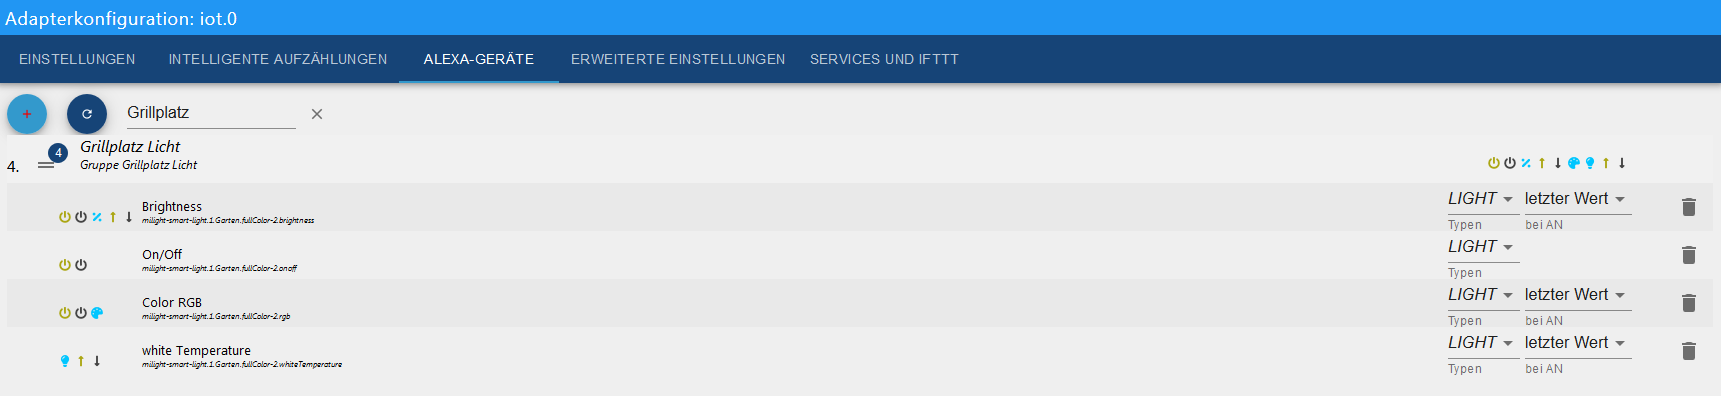 Adapterkonfiguration: iot.0
EINSTELLUNGEN INTELLIGENTE AUFZÄHLUNGEN ALEXA-GERÄTE ERWEITERTE EINSTELLUNGEN SERVICES UND IFTTT
+ Grillplatz
4. 4 Grillplatz Licht
Gruppe Grillplatz Licht
Brightness LIGHT letzter Wert
milight-smart-light.1.Garten.fullColor-2.brightness Typen bei AN
On/Off LIGHT
milight-smart-light.1.Garten.fullColor-2.onoff Typen
Color RGB LIGHT letzter Wert
milight-smart-light.1.Garten.fullColor-2.rgb Typen bei AN
white Temperature LIGHT letzter Wert
milight-smart-light.1.Garten.fullColor-2.whiteTemperature Typen bei AN